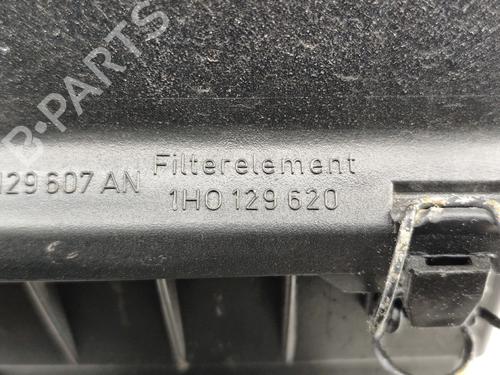 B-PARTS
Filterelement
129 607 AN
1H0 129 620